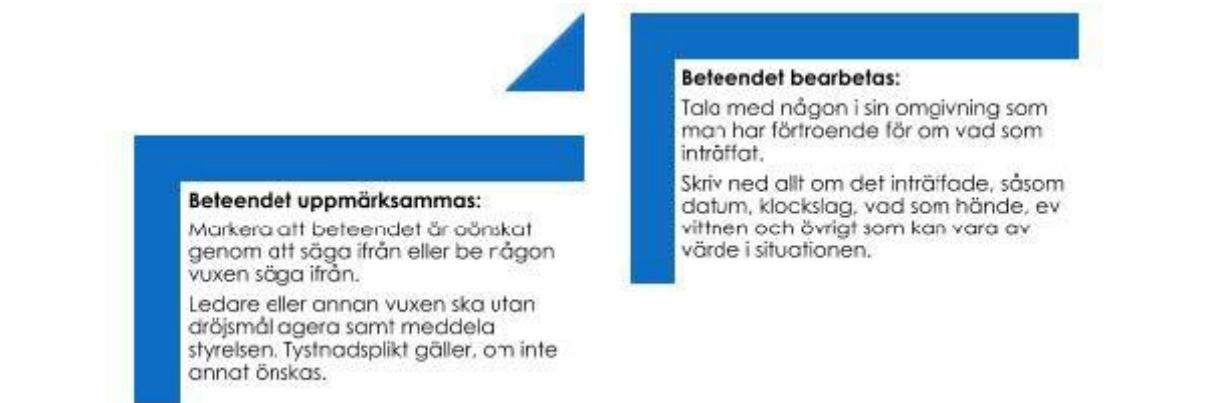 Beteendet uppmärksammas:
Markera att beteendet är oönskat
genom att säga ifrån eller be någon
vuxen säga ifrån.
Ledare eller annan vuxen ska utan
dröjsmål agera samt meddela
styrelsen. Tystnadsplikt gäller, om inte
annat önskas.
Beteendet bearbetas:
Tala med någon i sin omgivning som
man har förtroende för om vad som
inträffat.
Skriv ned allt om det inträffade, såsom
datum, klockslag, vad som hände, ev
vittnen och övrigt som kan vara av
värde i situationen.